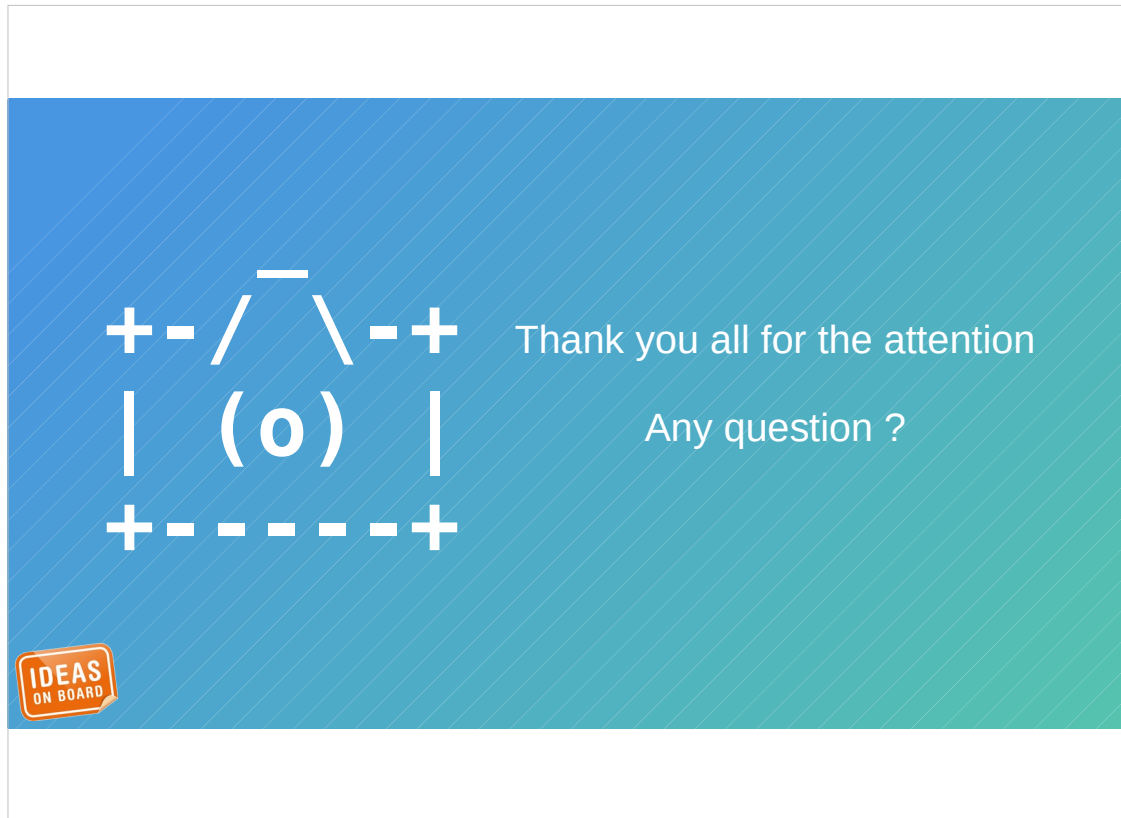 _
+-/ \-+
| (o) |
+-----+
Thank you all for the attention
Any question ?
IDEAS
ON BOARD